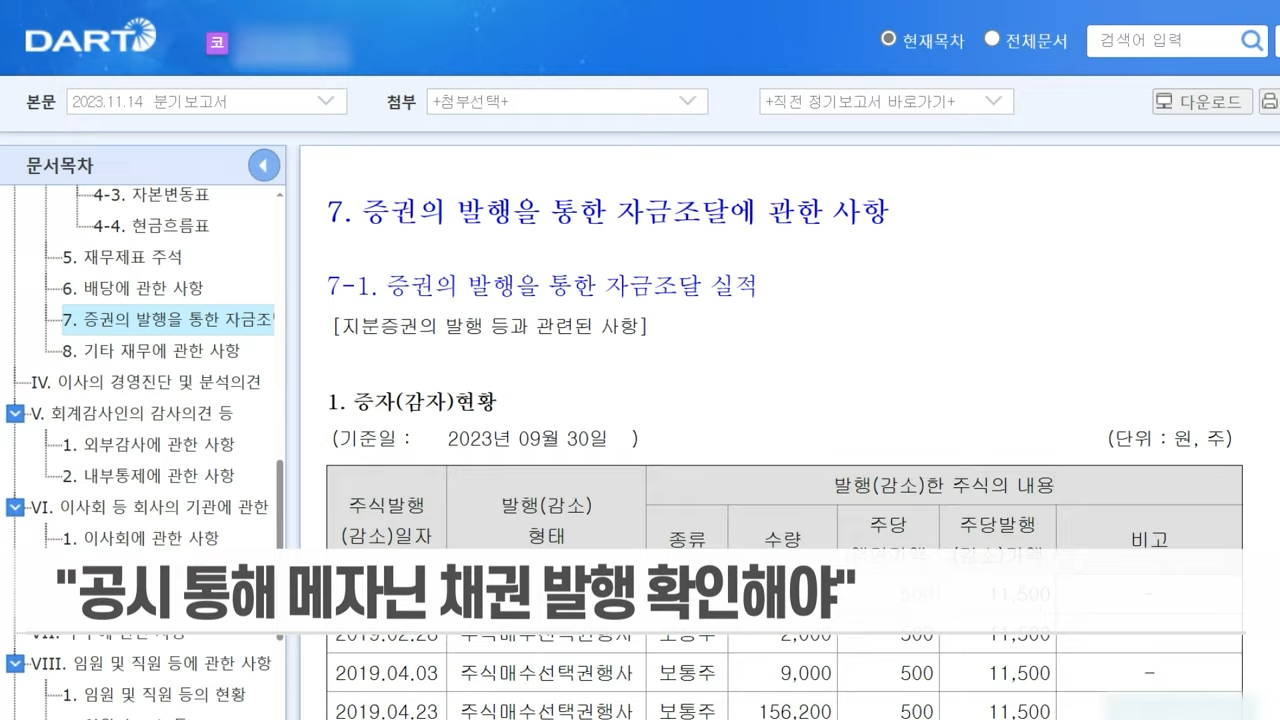 DART
코
현재목차
전체문서
검색어 입력
본문
2023.11.14 분기보고서
첨부
+첨부선택+
+직전 정기보고서 바로가기+
다운로드
문서목차
4-3. 자본변동표
4-4. 현금흐름표
5. 재무제표 주석
6. 배당에 관한 사항
7. 증권의 발행을 통한 자금조
8. 기타 재무에 관한 사항
IV. 이사의 경영진단 및 분석의견
V. 회계감사인의 감사의견 등
1. 외부감사에 관한 사항
2. 내부통제에 관한 사항
VI. 이사회 등 회사의 기관에 관한
1. 이사회에 관한 사항
VIII. 임원 및 직원 등에 관한 사항
1. 임원 및 직원 등의 현황
7. 증권의 발행을 통한 자금조달에 관한 사항
7-1. 증권의 발행을 통한 자금조달 실적
[지분증권의 발행 등과 관련된 사항]
1. 증자(감자)현황
(기준일 : 2023년 09월 30일 )
(단위 : 원, 주)
주식발행
(감소)일자
발행(감소)
형태
발행(감소)한 주식의 내용
종류
수량
주당
액면가액
주당발행
(감소)가액
비고
500 11,500 -
2019.02.28 주식매수선택권행사 보통주 2,000 500 11,500
2019.04.03 주식매수선택권행사 보통주 9,000 500 11,500 -
2019.04.23 주식매수선택권행사 보통주 156,200 500 11,500
"공시 통해 메자닌 채권 발행 확인해야"